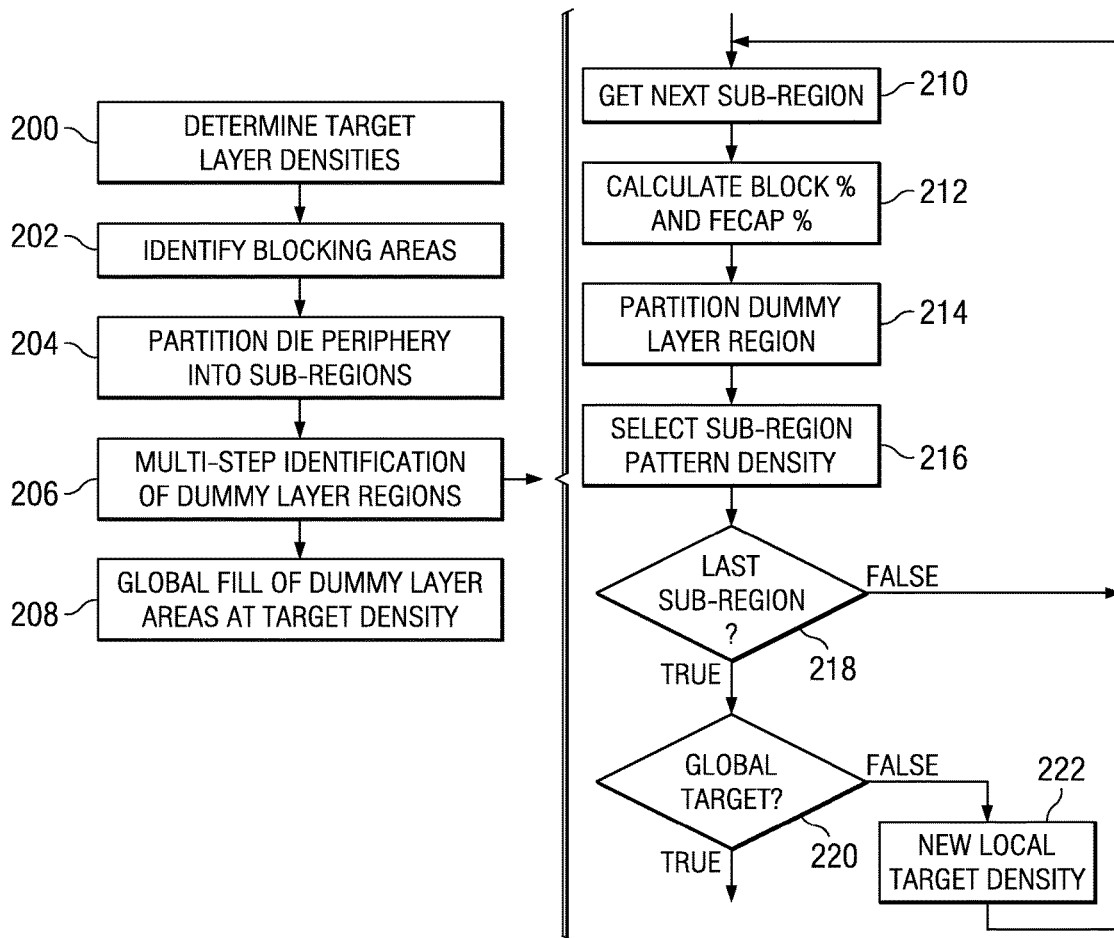 200
DETERMINE TARGET
LAYER DENSITIES
202
IDENTIFY BLOCKING AREAS
204
PARTITION DIE PERIPHERY
INTO SUB-REGIONS
206
MULTI-STEP IDENTIFICATION
OF DUMMY LAYER REGIONS
208
GLOBAL FILL OF DUMMY LAYER
AREAS AT TARGET DENSITY
GET NEXT SUB-REGION
210
CALCULATE BLOCK %
AND FECAP %
212
PARTITION DUMMY
LAYER REGION
214
SELECT SUB-REGION
PATTERN DENSITY
216
LAST
SUB-REGION
?
FALSE
218
TRUE
GLOBAL
TARGET?
FALSE
220
TRUE
222
NEW LOCAL
TARGET DENSITY